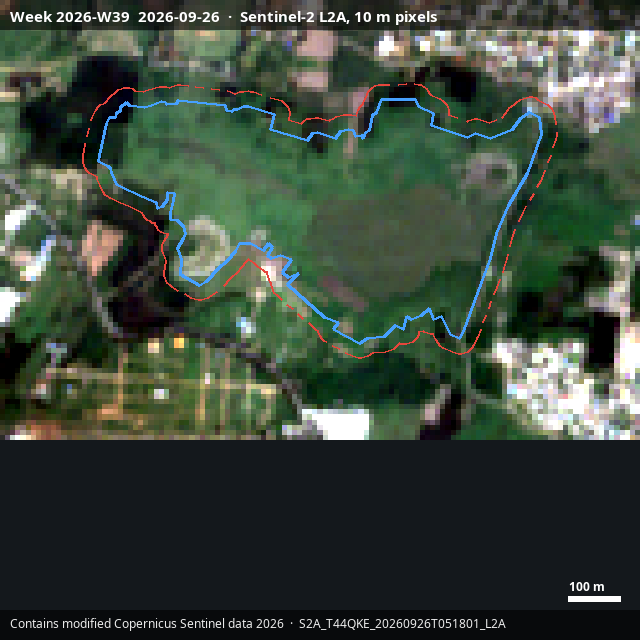 Week 2026-W39  2026-09-26  ·  Sentinel-2 L2A, 10 m pixels
100 m
Contains modified Copernicus Sentinel data 2026  ·  S2A_T44QKE_20260926T051801_L2A